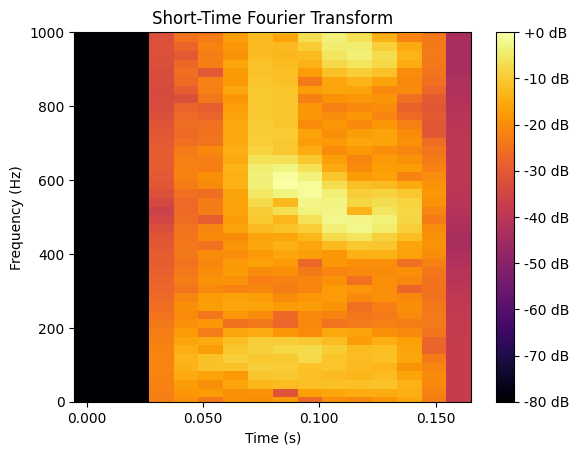 Short-Time Fourier Transform
Frequency (Hz)
1000
800
600
400
200
0
0.000
0.050
0.100
0.150
Time (s)
+0 dB
-10 dB
-20 dB
-30 dB
-40 dB
-50 dB
-60 dB
-70 dB
-80 dB